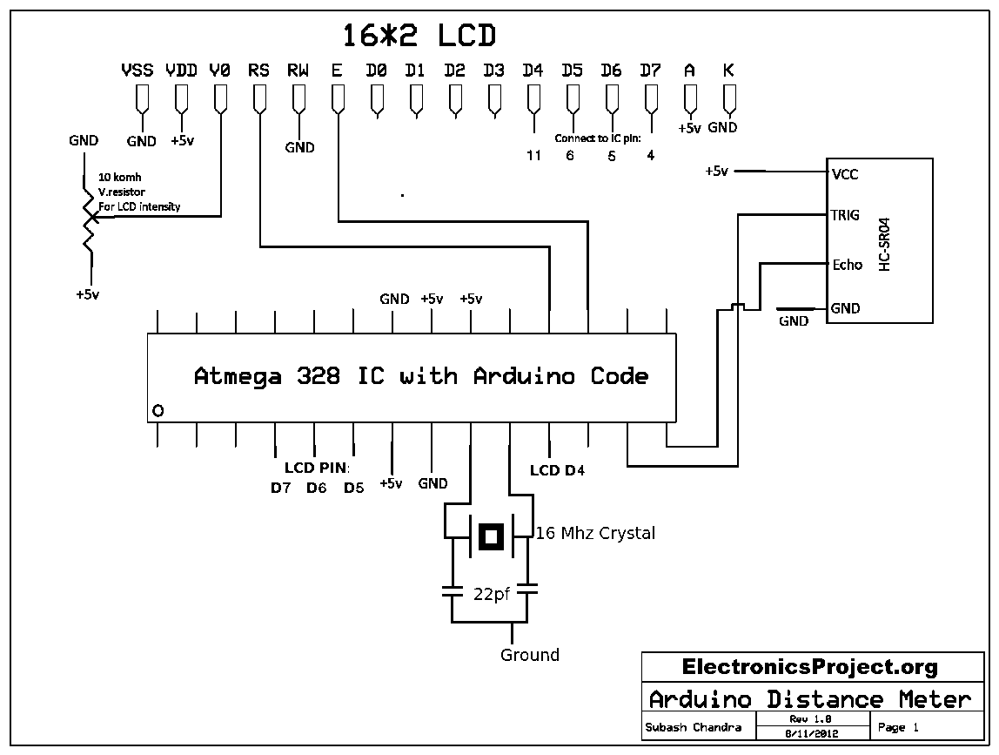 16*2 LCD
VSS VDD V0 RS RW E D0 D1 D2 D3 D4 D5 D6 D7 A K
GND +5v GND +5v GND
Connect to IC pin:
11 6 5 4
GND
10 komh
V.resistor
For LCD intensity
+5v
+5v VCC
TRIG
HC-SR04
Echo
GND
GND
GND +5v +5v
Atmega 328 IC with Arduino Code
LCD PIN:
D7 D6 D5 +5v GND
LCD D4
16 Mhz Crystal
22pf
Ground
ElectronicsProject.org
Arduino Distance Meter
Subash Chandra
Rev 1.0
8/11/2012
Page 1